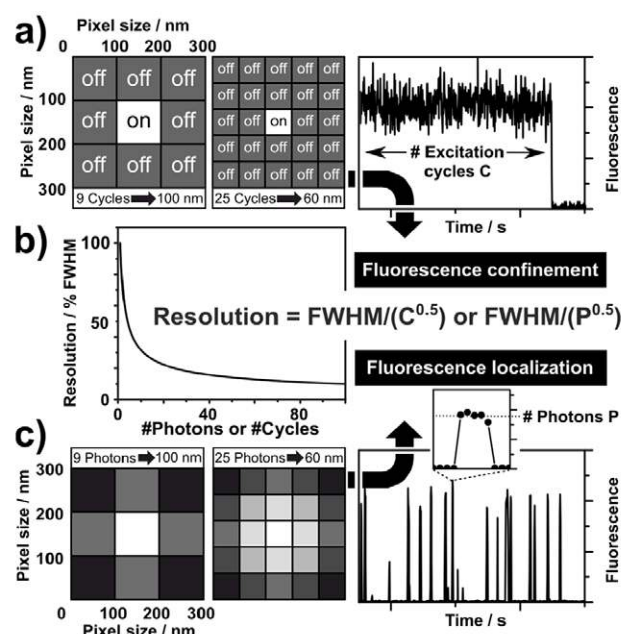 a)
Pixel size / nm
0 100 200 300
Pixel size / nm
100
200
300
off off off
off on off
off off off
9 Cycles 100 nm
off off off off off
off off off off off
off off on off off
off off off off off
off off off off off
25 Cycles 60 nm
# Excitation
cycles C
Fluorescence
Time / s
b)
Resolution / % FWHM
100
50
0
0 40 80
#Photons or #Cycles
Fluorescence confinement
Resolution = FWHM/(C^0.5) or FWHM/(P^0.5)
Fluorescence localization
# Photons P
c)
9 Photons 100 nm
25 Photons 60 nm
Pixel size / nm
300
200
100
0
0 100 200 300
Pixel size / nm
Fluorescence
Time / s